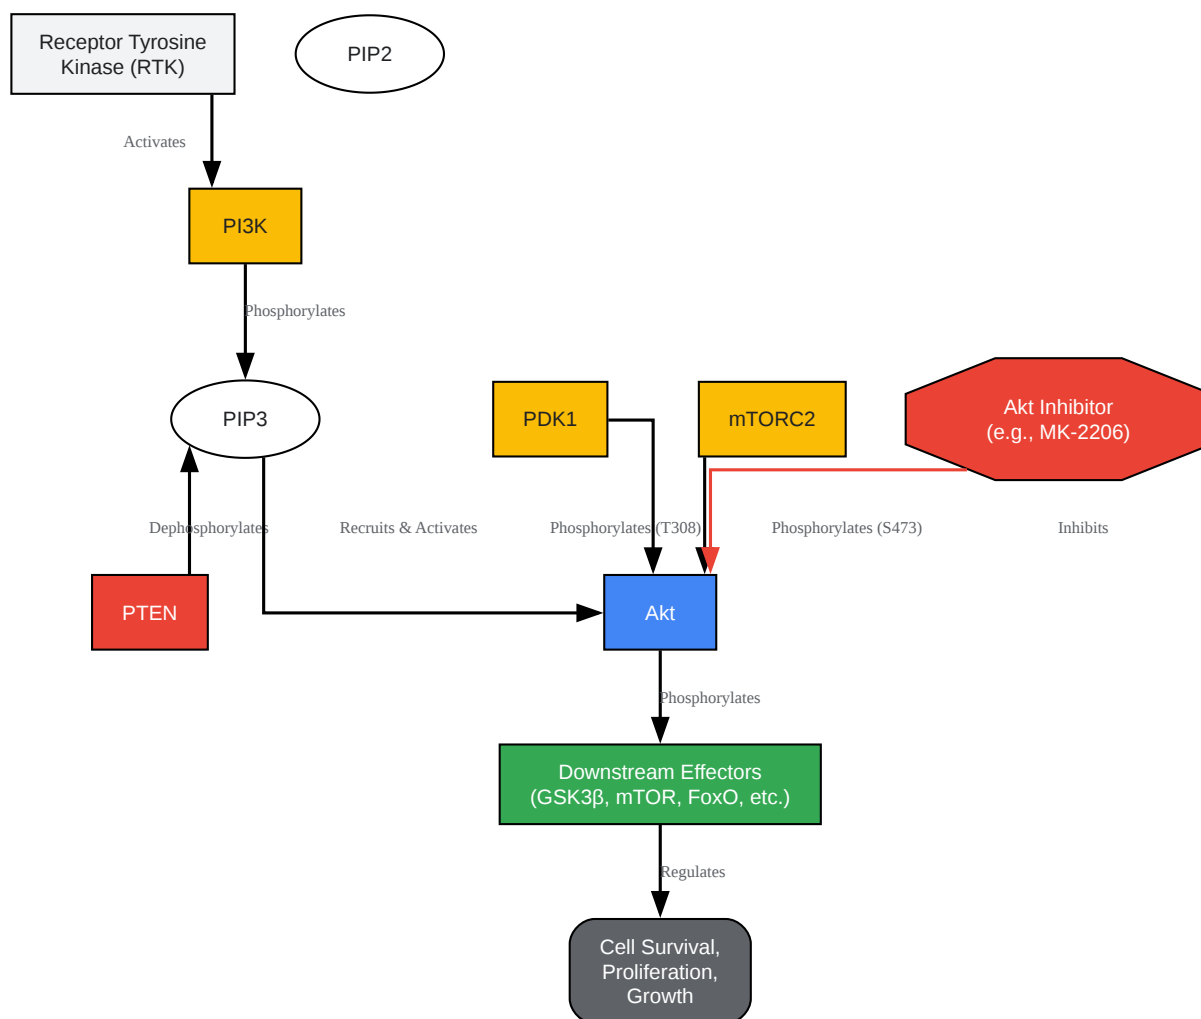 Receptor Tyrosine
Kinase (RTK)
PIP2
Activates
PI3K
Phosphorylates
PIP3
PDK1
mTORC2
Akt Inhibitor
(e.g., MK-2206)
Dephosphorylates
Recruits & Activates
Phosphorylates (T308)
Phosphorylates (S473)
Inhibits
PTEN
Akt
Phosphorylates
Downstream Effectors
(GSK3β, mTOR, FoxO, etc.)
Regulates
Cell Survival,
Proliferation,
Growth